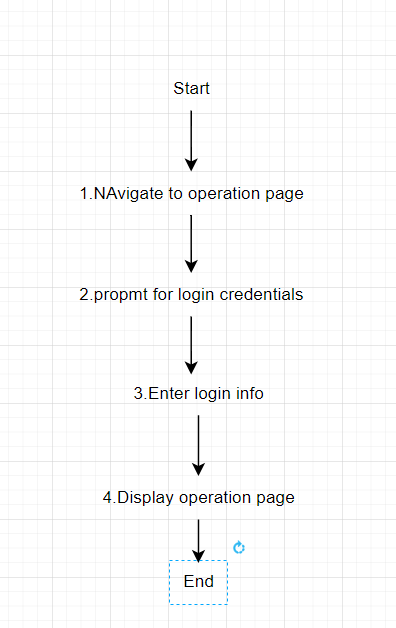 Start
1.NAvigate to operation page
2.propmt for login credentials
3.Enter login info
4.Display operation page
End